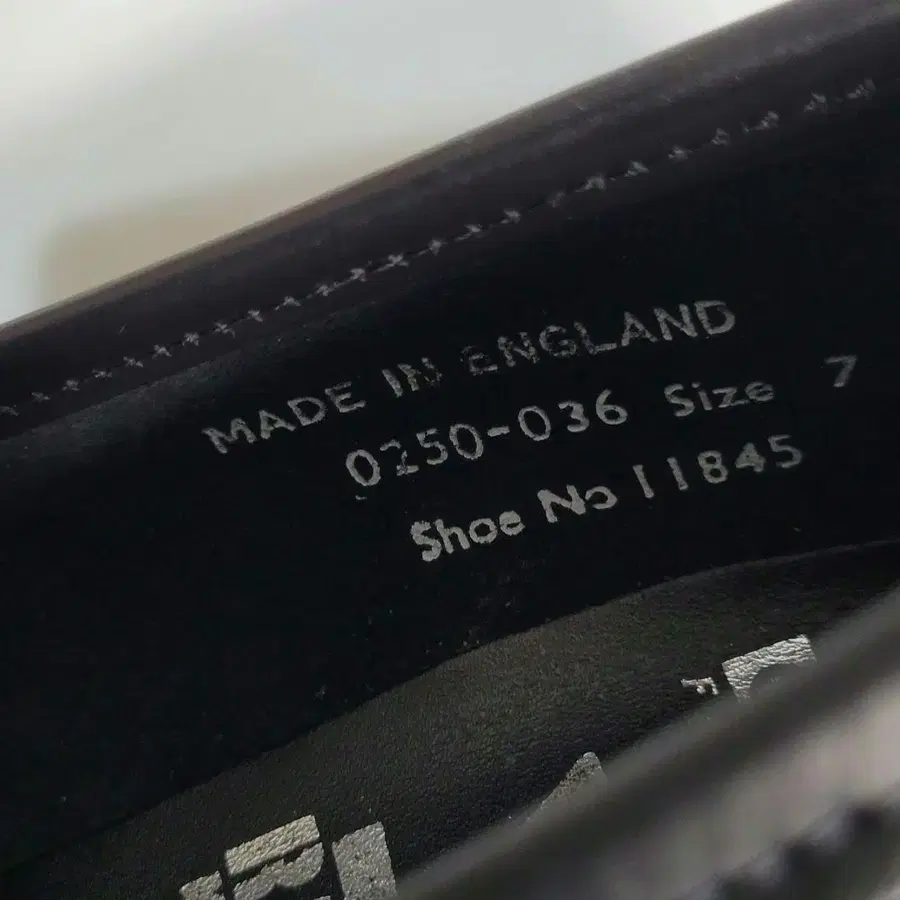 MADE IN ENGLAND
0250-036 Size 7
Shoe No 11845